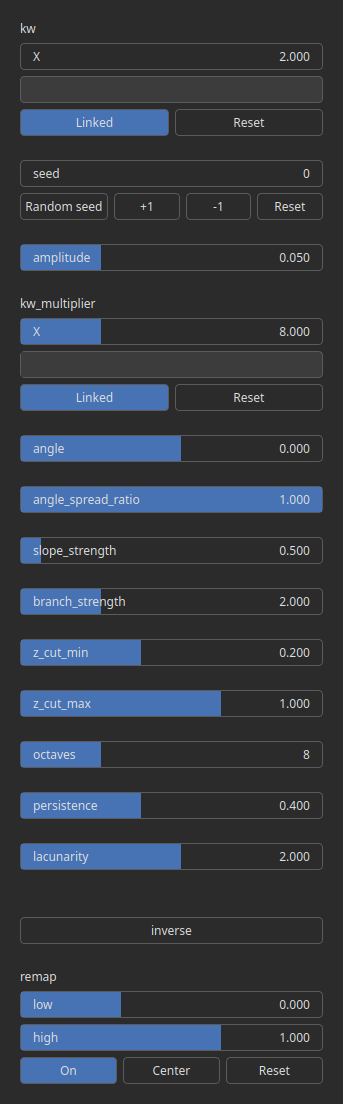 kw
X 2.000
Linked Reset
seed 0
Random seed +1 -1 Reset
amplitude 0.050
kw_multiplier
X 8.000
Linked Reset
angle 0.000
angle_spread_ratio 1.000
slope_strength 0.500
branch_strength 2.000
z_cut_min 0.200
z_cut_max 1.000
octaves 8
persistence 0.400
lacunarity 2.000
inverse
remap
low 0.000
high 1.000
On Center Reset